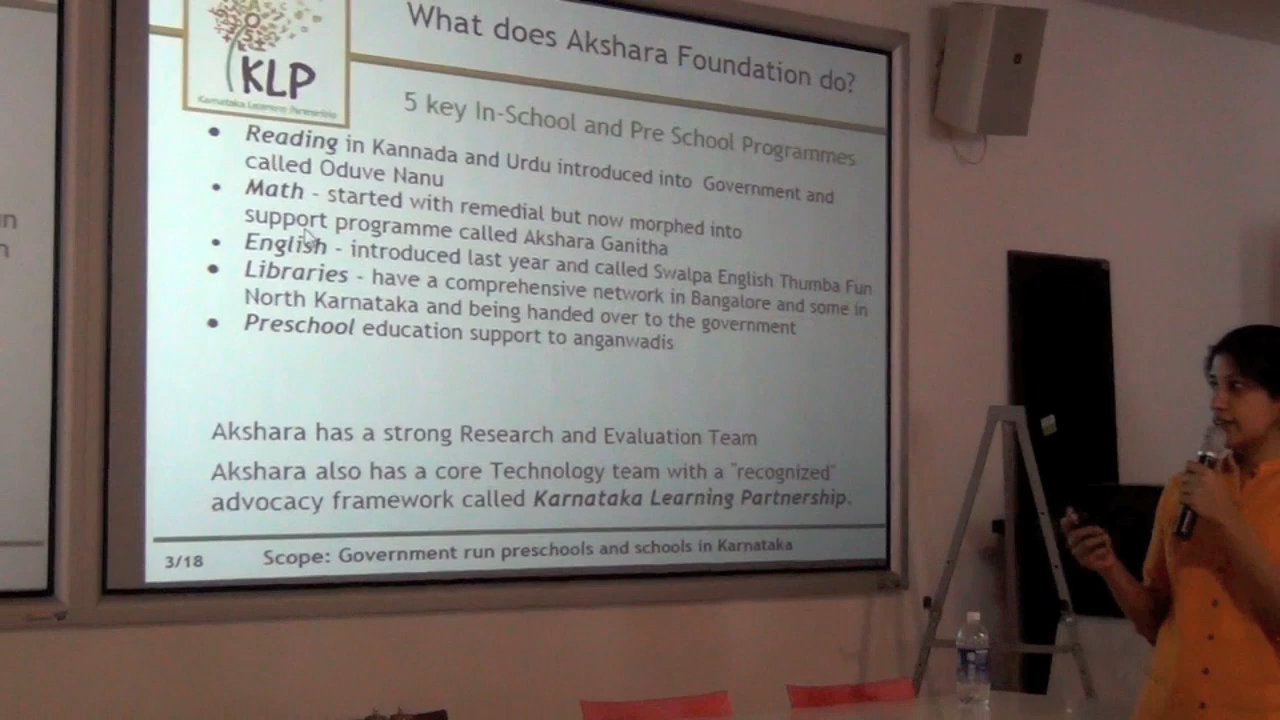 What does Akshara Foundation do?
KLP
Karnataka Learning Partnership
5 key In-School and Pre School Programmes
• Reading in Kannada and Urdu introduced into Government and
called Oduve Nanu
• Math - started with remedial but now morphed into
support programme called Akshara Ganitha
• English - introduced last year and called Swalpa English Thumba Fun
• Libraries - have a comprehensive network in Bangalore and some in
North Karnataka and being handed over to the government
• Preschool education support to anganwadis
Akshara has a strong Research and Evaluation Team
Akshara also has a core Technology team with a "recognized"
advocacy framework called Karnataka Learning Partnership.
3/18 Scope: Government run preschools and schools in Karnataka